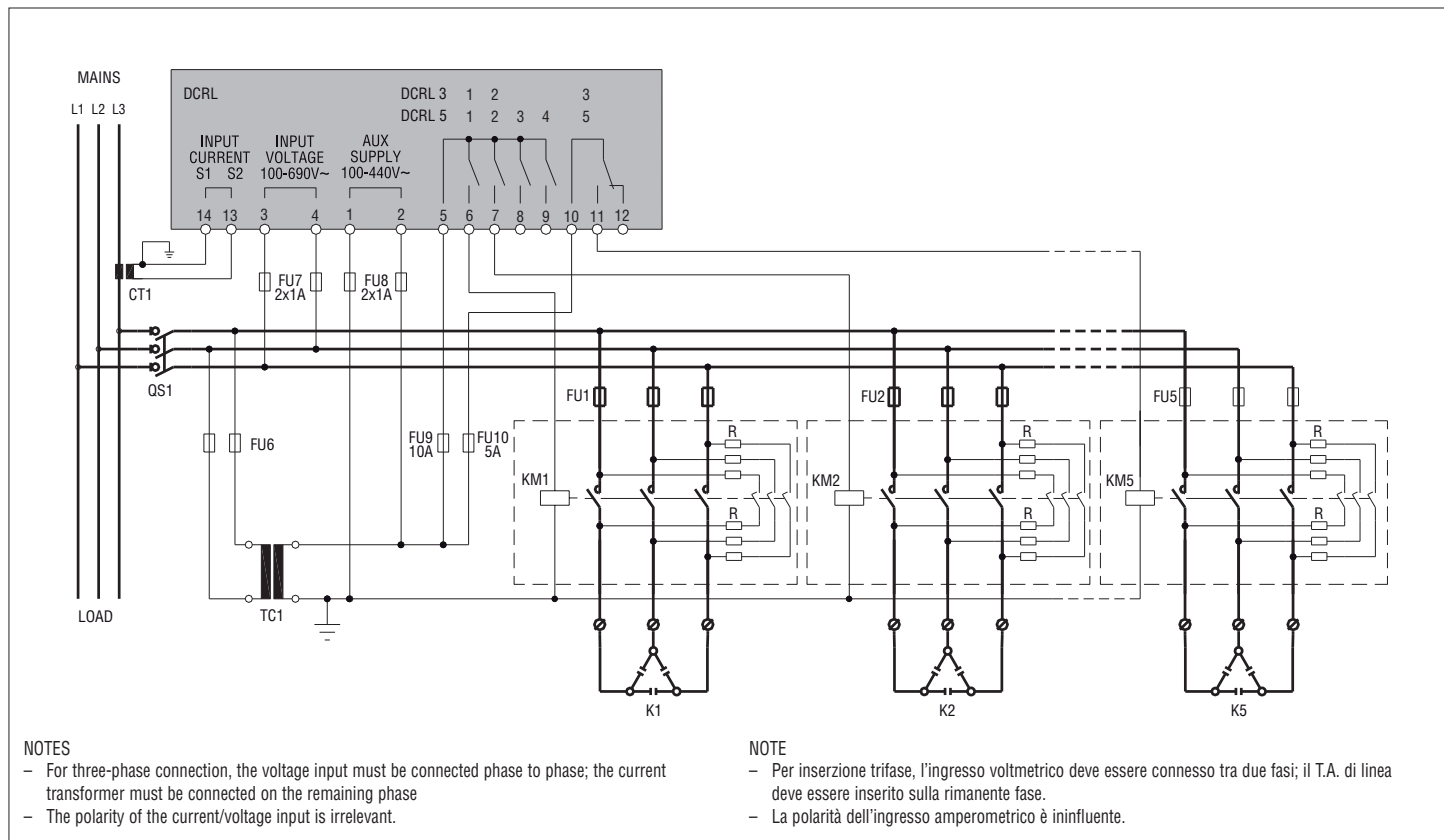 MAINS
L1 L2 L3
DCRL
DCRL 3 1 2 3
DCRL 5 1 2 3 4 5
INPUT CURRENT
S1 S2
INPUT VOLTAGE
100-690V~
AUX SUPPLY
100-440V~
14 13 3 4 1 2 5 6 7 8 9 10 11 12
CT1
FU7
2x1A
FU8
2x1A
QS1
FU1
FU2
FU5
FU6
FU9
10A
FU10
5A
R
R
R
KM1
KM2
KM5
R
R
R
LOAD
TC1
K1
K2
K5
NOTES
– For three-phase connection, the voltage input must be connected phase to phase; the current
transformer must be connected on the remaining phase
– The polarity of the current/voltage input is irrelevant.
NOTE
– Per inserzione trifase, l'ingresso voltmetrico deve essere connesso tra due fasi; il T.A. di linea
deve essere inserito sulla rimanente fase.
– La polarità dell'ingresso amperometrico è ininfluente.